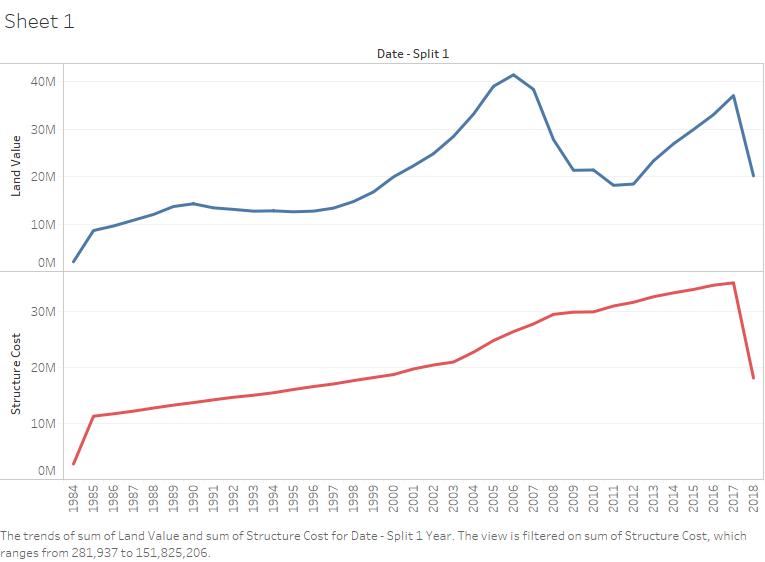 Sheet 1
Date - Split 1
40M
30M
20M
10M
0M
Land Value
30M
20M
10M
0M
Structure Cost
1984 1985 1986 1987 1988 1989 1990 1991 1992 1993 1994 1995 1996 1997 1998 1999 2000 2001 2002 2003 2004 2005 2006 2007 2008 2009 2010 2011 2012 2013 2014 2015 2016 2017 2018
The trends of sum of Land Value and sum of Structure Cost for Date - Split 1 Year. The view is filtered on sum of Structure Cost, which
ranges from 281,937 to 151,825,206.